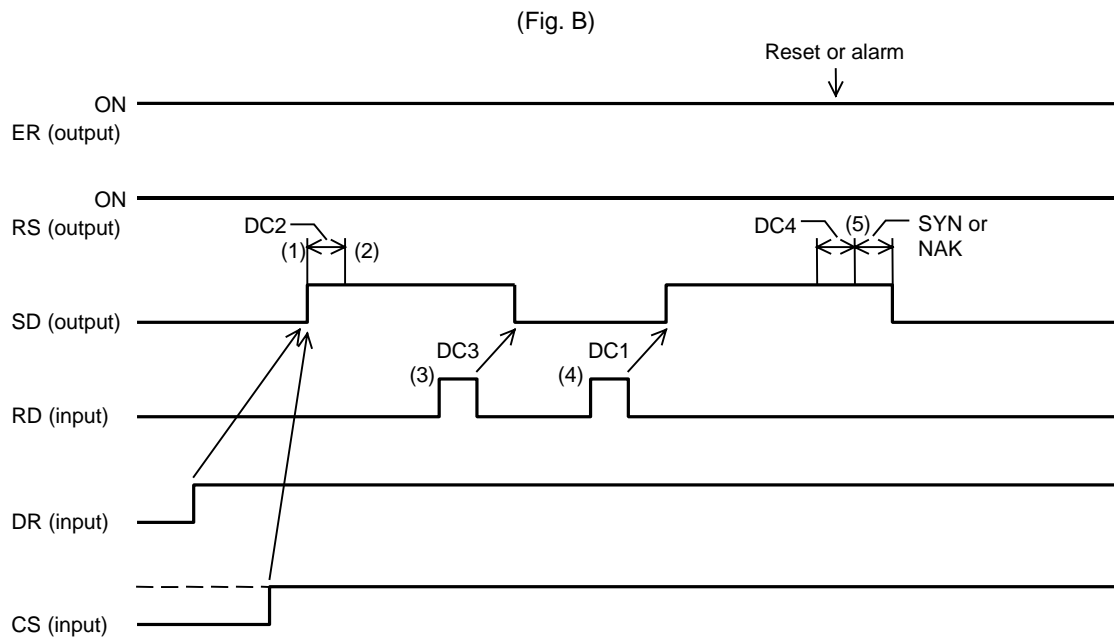 (Fig. B)
Reset or alarm
ON
ER (output)
ON
RS (output)
DC2
(1)
(2)
DC4
(5)
SYN or
NAK
SD (output)
DC3
(3)
DC1
(4)
RD (input)
DR (input)
CS (input)